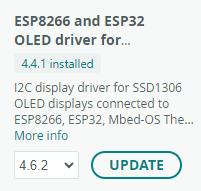 ESP8266 and ESP32
OLED driver for...
4.4.1 installed
I2C display driver for SSD1306
OLED displays connected to
ESP8266, ESP32, Mbed-OS The...
More info
4.6.2 UPDATE